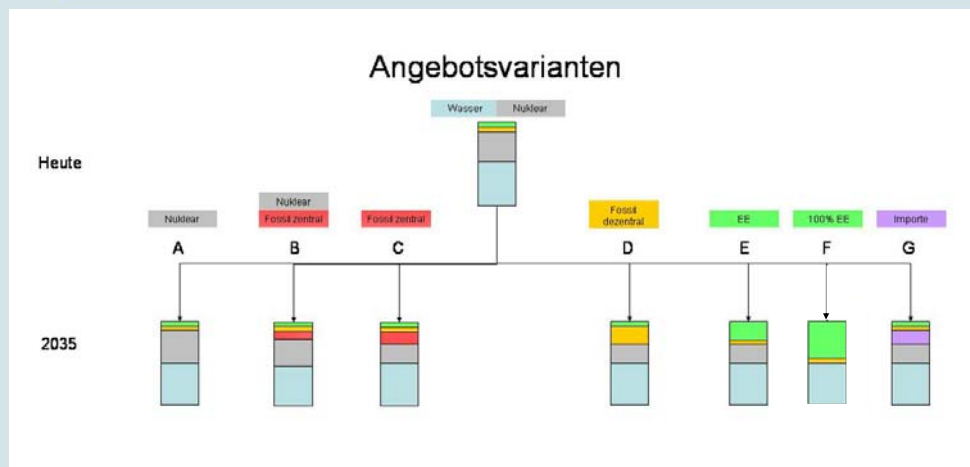 Angebotsvarianten
Wasser Nuklear
Heute
Nuklear
Nuklear
Fossil zentral
Fossil zentral
Fossil
dezentral
EE
100% EE
Importe
A B C D E F G
2035